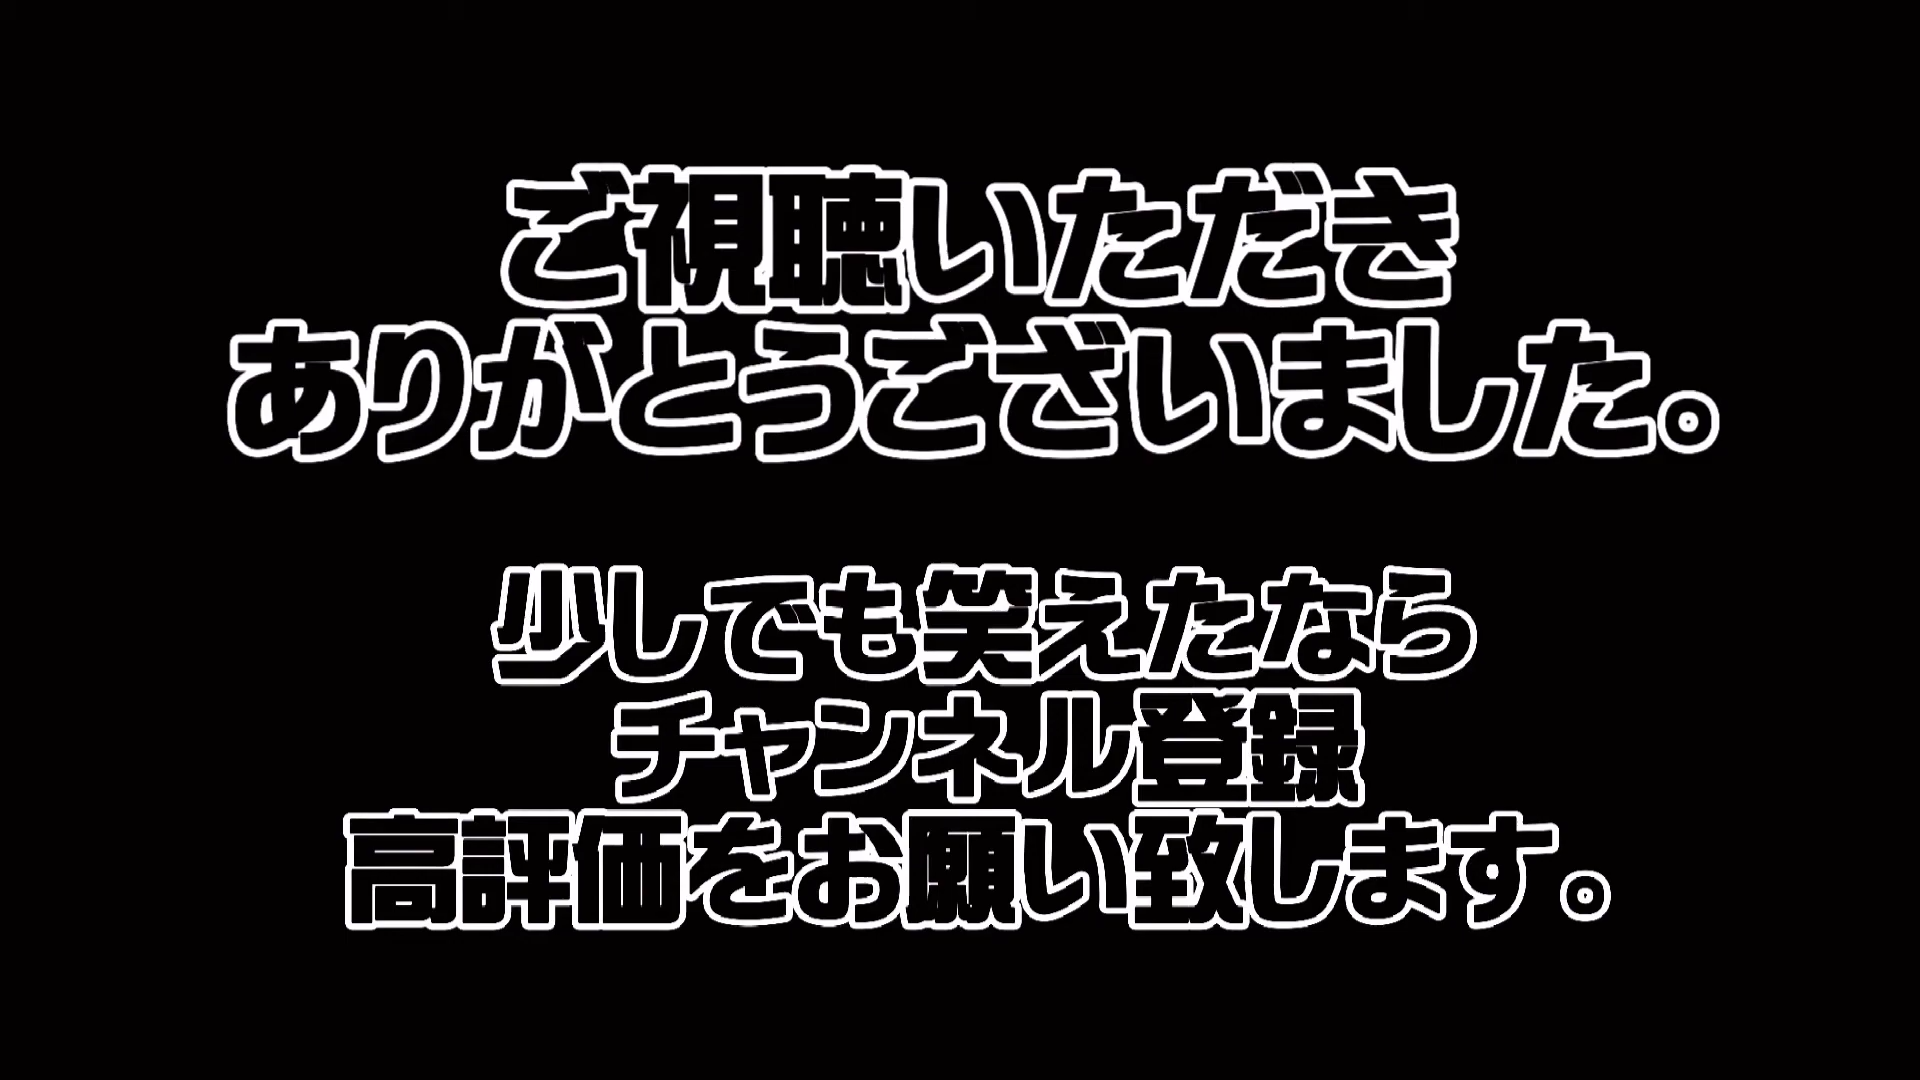 ご視聴いただき
ありがとうございました。
少しでも笑えたなら
チャンネル登録
高評価をお願い致します。